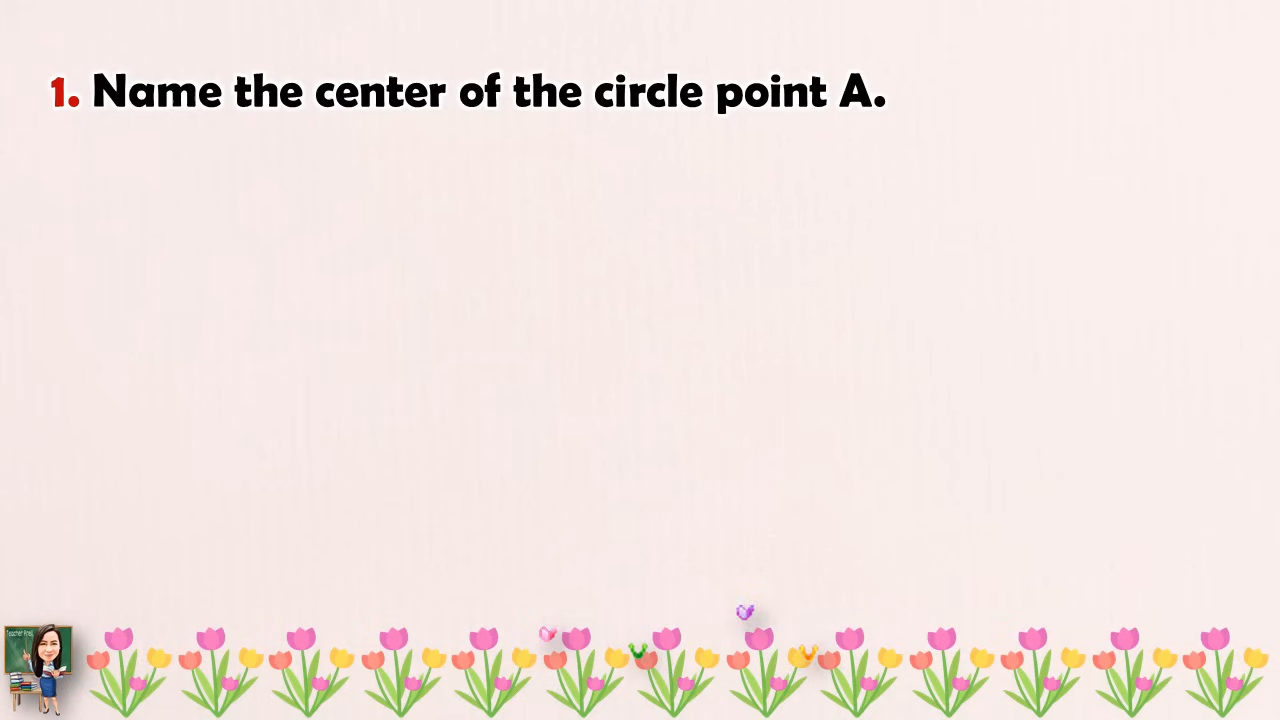 1. Name the center of the circle point A.